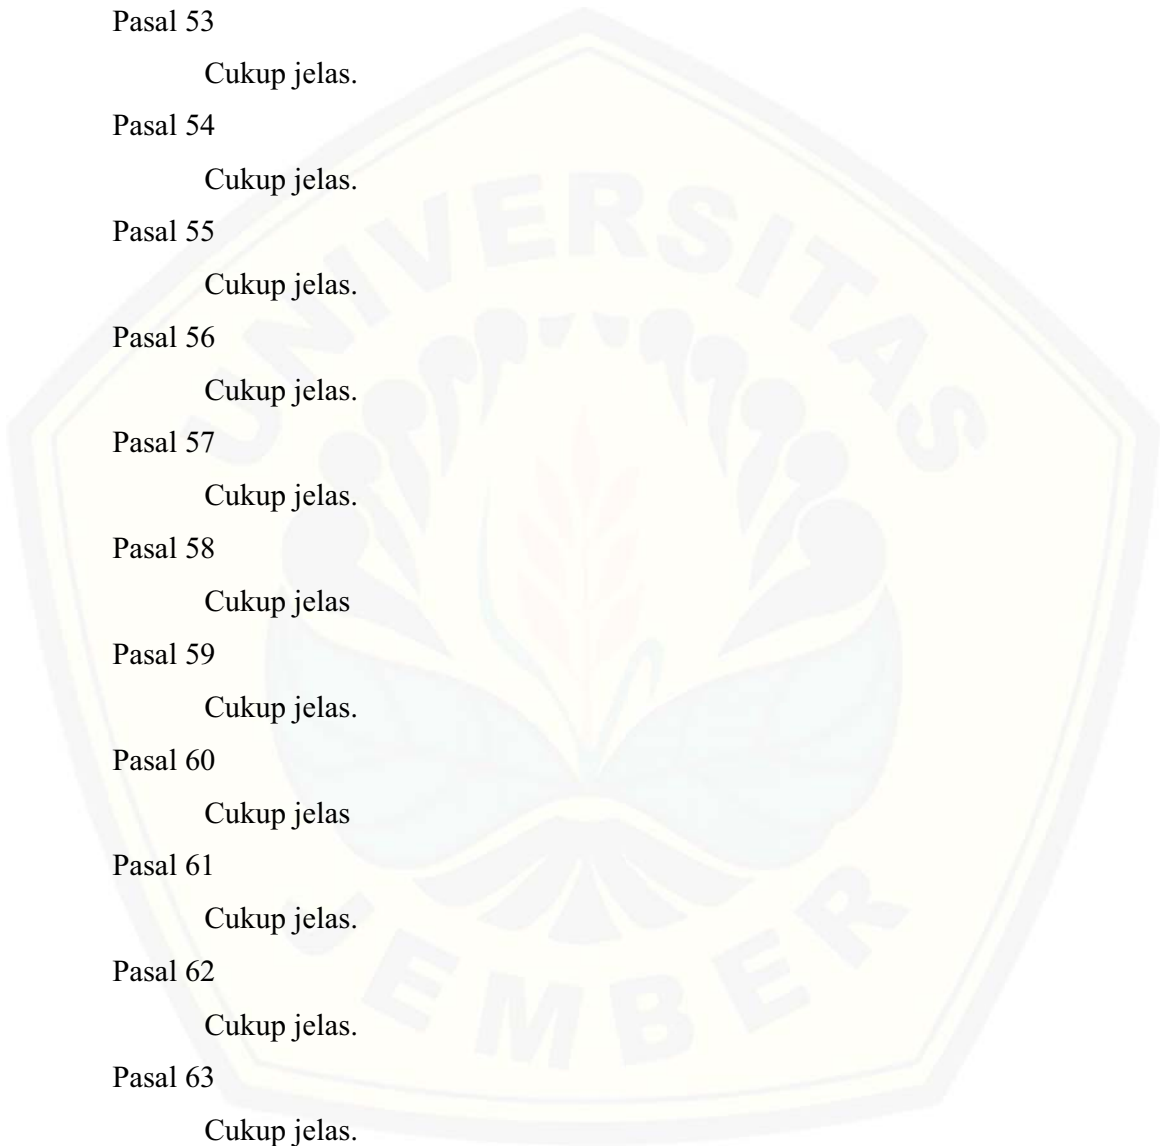 Pasal 53
Cukup jelas.
Pasal 54
Cukup jelas.
Pasal 55
Cukup jelas.
Pasal 56
Cukup jelas.
Pasal 57
Cukup jelas.
Pasal 58
Cukup jelas
Pasal 59
Cukup jelas.
Pasal 60
Cukup jelas
Pasal 61
Cukup jelas.
Pasal 62
Cukup jelas.
Pasal 63
Cukup jelas.
UNIVERSITAS
JEMBER